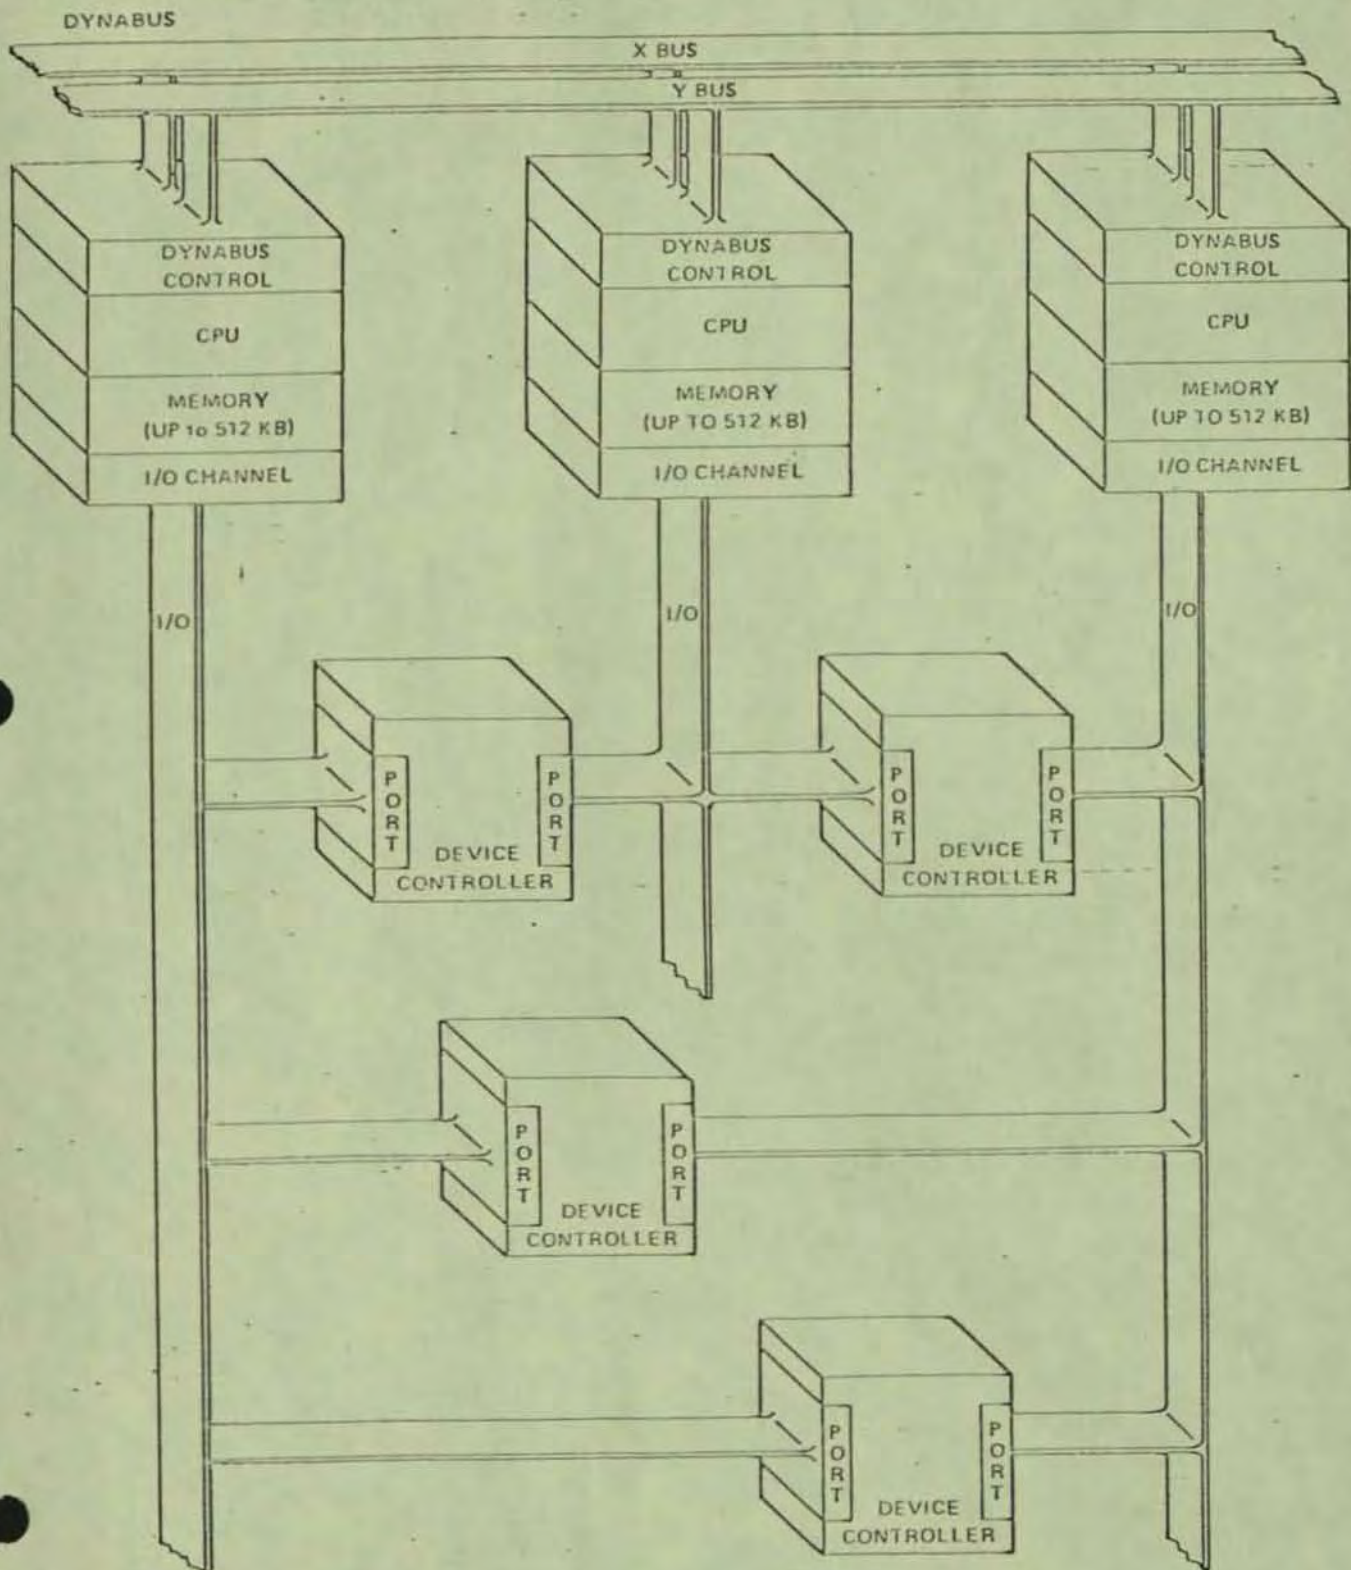 DYNABUS
X BUS
Y BUS
DYNABUS
CONTROL
CPU
MEMORY
(UP to 512 KB)
I/O CHANNEL
DYNABUS
CONTROL
CPU
MEMORY
(UP TO 512 KB)
I/O CHANNEL
DYNABUS
CONTROL
CPU
MEMORY
(UP TO 512 KB)
I/O CHANNEL
I/O
I/O
I/O
PORT
PORT
DEVICE
CONTROLLER
PORT
PORT
DEVICE
CONTROLLER
PORT
PORT
DEVICE
CONTROLLER
PORT
PORT
DEVICE
CONTROLLER